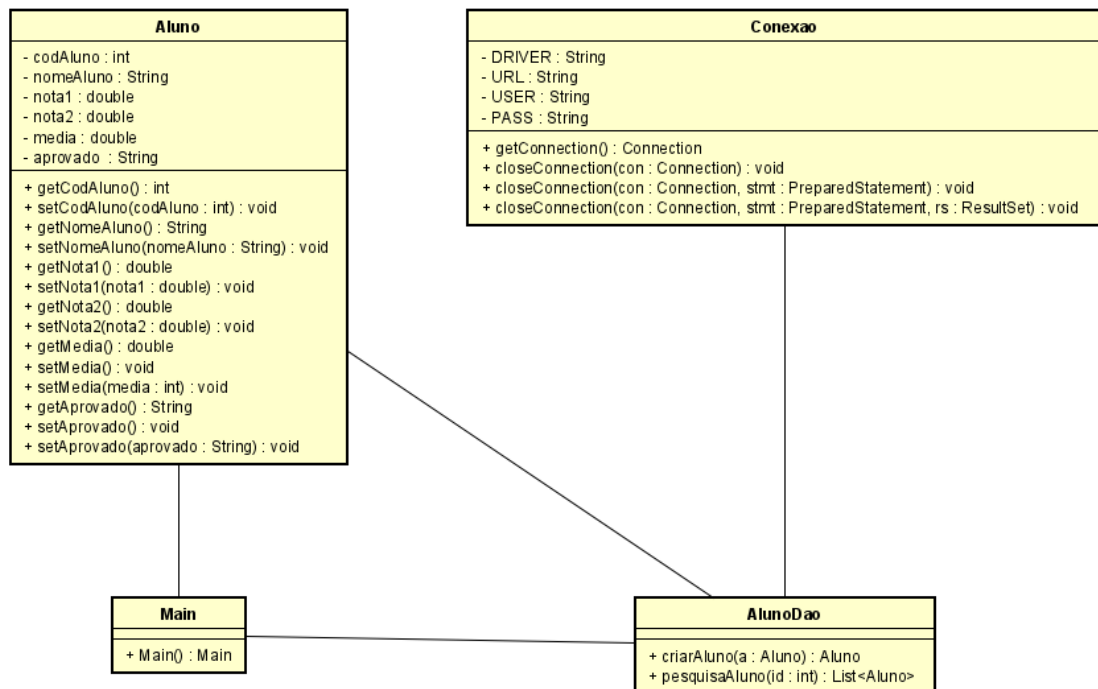 Aluno
- codAluno : int
- nomeAluno : String
- nota1 : double
- nota2 : double
- media : double
- aprovado : String
+ getCodAluno() : int
+ setCodAluno(codAluno : int) : void
+ getNomeAluno() : String
+ setNomeAluno(nomeAluno : String) : void
+ getNota1() : double
+ setNota1(nota1 : double) : void
+ getNota2() : double
+ setNota2(nota2 : double) : void
+ getMedia() : double
+ setMedia() : void
+ setMedia(media : int) : void
+ getAprovado() : String
+ setAprovado() : void
+ setAprovado(aprovado : String) : void
Conexao
- DRIVER : String
- URL : String
- USER : String
- PASS : String
+ getConnection() : Connection
+ closeConnection(con : Connection) : void
+ closeConnection(con : Connection, stmt : PreparedStatement) : void
+ closeConnection(con : Connection, stmt : PreparedStatement, rs : ResultSet) : void
Main
+ Main() : Main
AlunoDao
+ criarAluno(a : Aluno) : Aluno
+ pesquisaAluno(id : int) : List<Aluno>